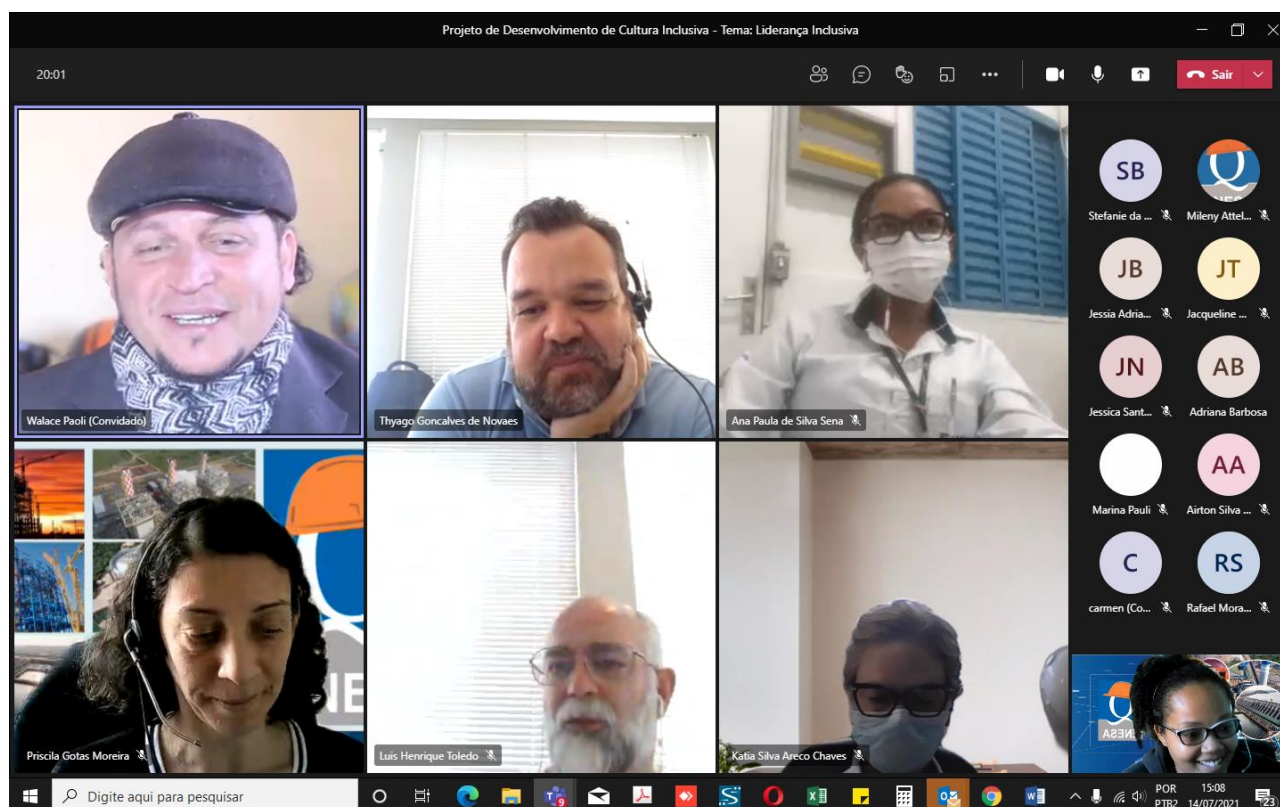 Projeto de Desenvolvimento de Cultura Inclusiva - Tema: Liderança Inclusiva
20:01
Sair
Walace Paoli (Convidado)
Thyago Goncalves de Novaes
Ana Paula de Silva Sena
Priscila Gotas Moreira
Luis Henrique Toledo
Katia Silva Areco Chaves
SB
Stefanie da ...
Mileny Attel...
JB
JT
Jessia Adria...
Jacqueline ...
JN
AB
Jessica Sant...
Adriana Barbosa
AA
Marina Pauli
Airton Silva ...
C
RS
carmen (Co...
Rafael Mora...
Digite aqui para pesquisar
9
POR
PTB2
15:08
14/07/2021